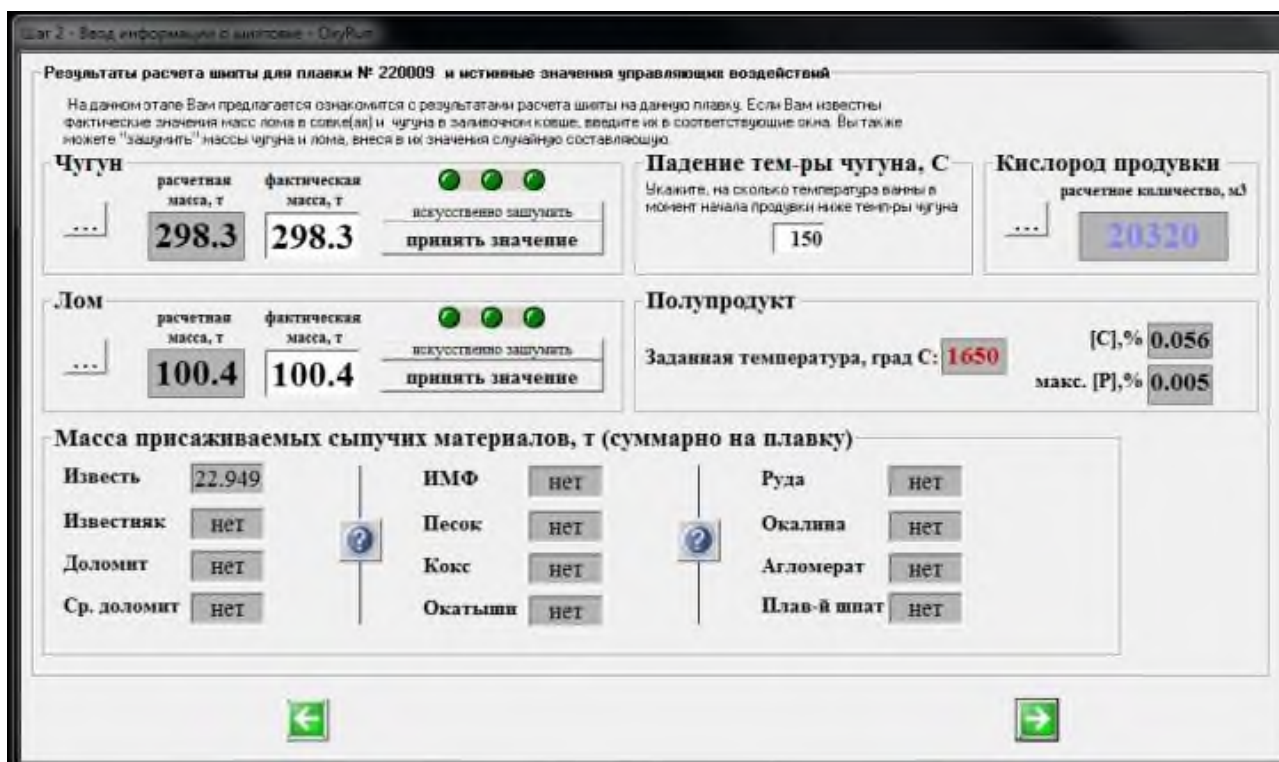 Шаг 2 - Ввод информации о шихтовке - OxyRun
Результаты расчета шихты для плавки № 220009 и истинные значения управляющих воздействий
На данном этапе Вам предлагается ознакомится с результатами расчета шихты на данную плавку. Если Вам известны
фактические значения масс лома в совке(ах) и чугуна в заливочном ковше, введите их в соответствующие окна. Вы также
можете "зашумить" массы чугуна и лома, внеся в их значения случайную составляющую.
Чугун
расчетная масса, т
фактическая масса, т
...
298.3
298.3
искусственно зашумить
принять значение
Падение тем-ры чугуна, С
Укажите, на сколько температура ванны в
момент начала продувки ниже темп-ры чугуна
150
Кислород продувки
расчетное количество, м3
...
20320
Лом
расчетная масса, т
фактическая масса, т
...
100.4
100.4
искусственно зашумить
принять значение
Полупродукт
Заданная температура, град С: 1650
[C],% 0.056
макс. [P],% 0.005
Масса присаживаемых сыпучих материалов, т (суммарно на плавку)
Известь 22.949
Известняк нет
Доломит нет
Ср. доломит нет
ИМФ нет
Песок нет
Кокс нет
Окатыши нет
Руда нет
Окалина нет
Агломерат нет
Плав-й шпат нет